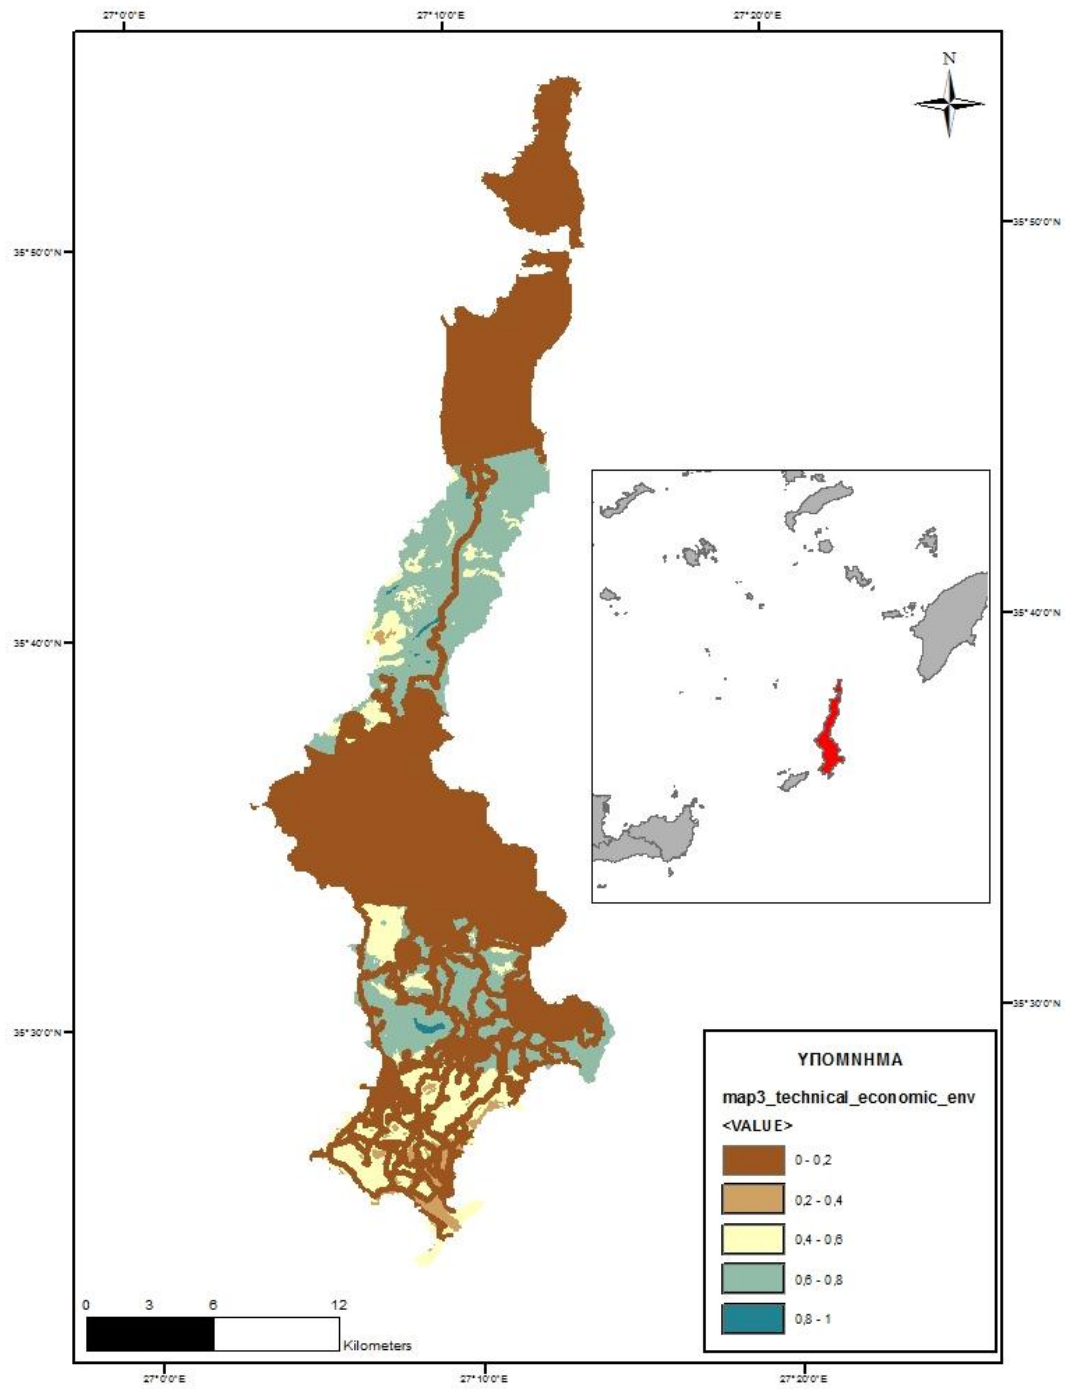 27°0'0"E
27°10'0"E
27°20'0"E
N
35°50'0"N
35°50'0"N
35°40'0"N
35°40'0"N
35°30'0"N
35°30'0"N
ΥΠΟΜΝΗΜΑ
map3_technical_economic_env
<VALUE>
0 - 0,2
0,2 - 0,4
0,4 - 0,6
0,6 - 0,8
0,8 - 1
0 3 6 12
Kilometers
27°0'0"E
27°10'0"E
27°20'0"E